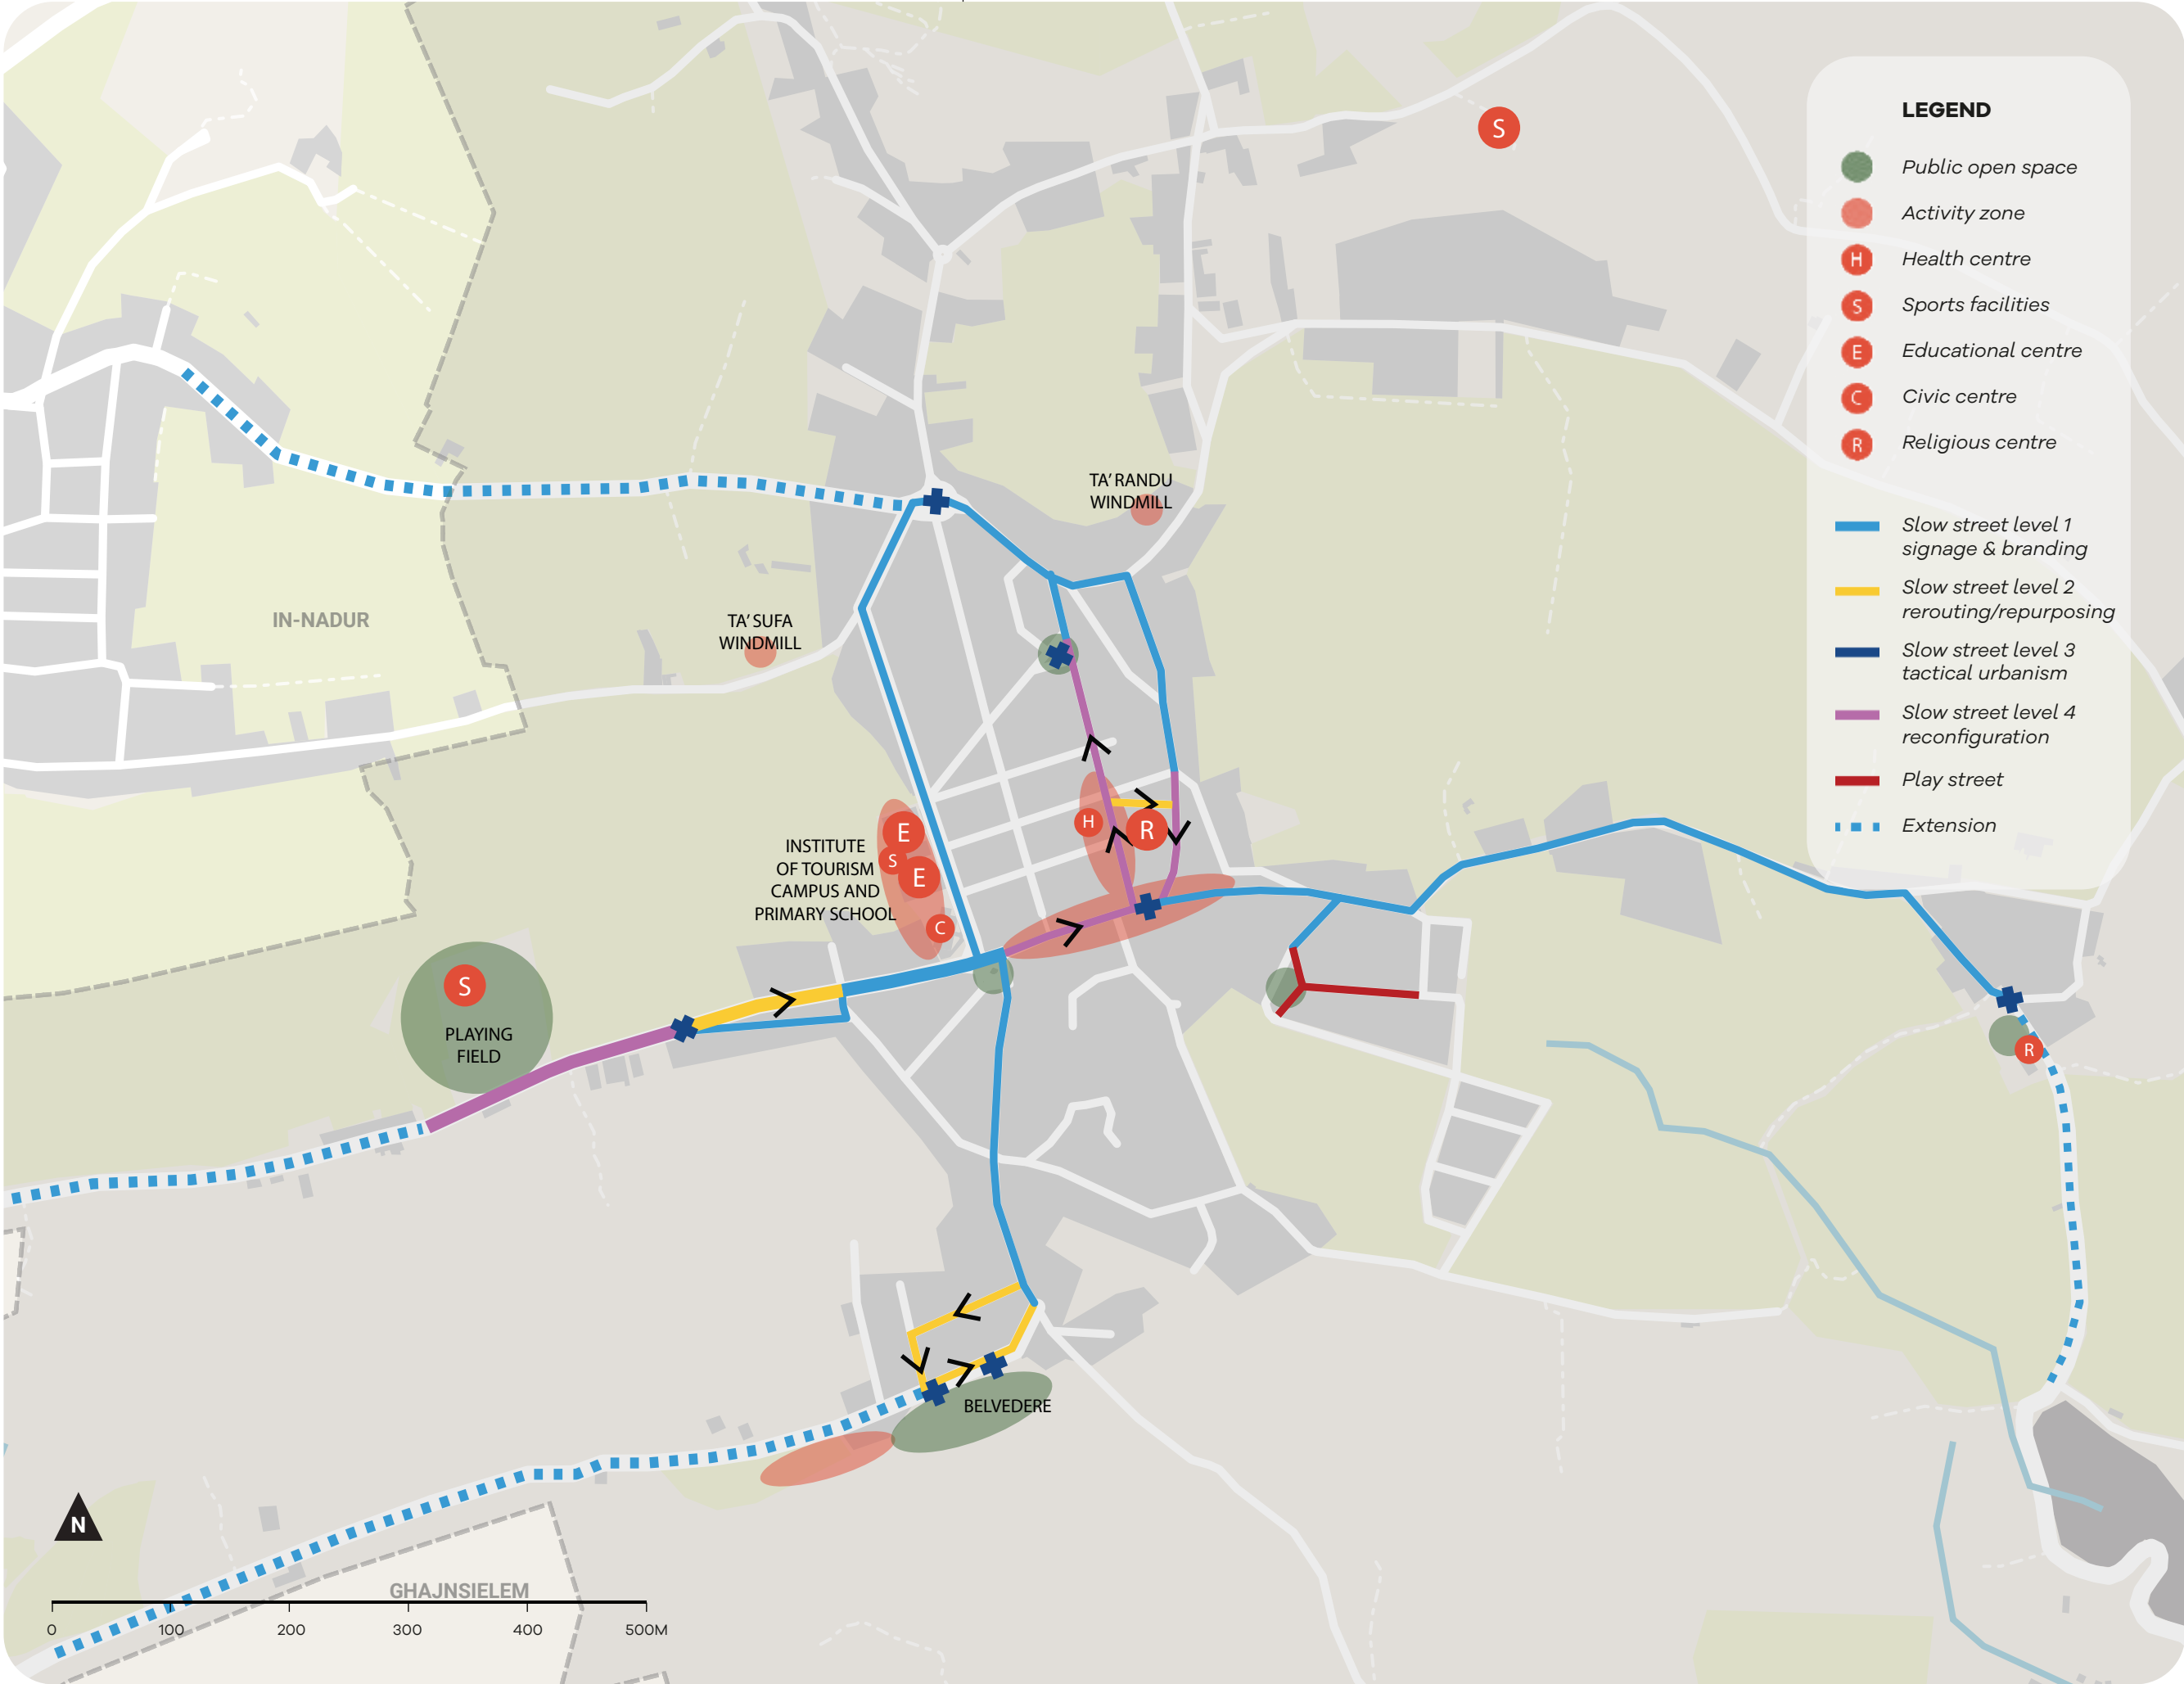 LEGEND
Public open space
Activity zone
H
Health centre
S
Sports facilities
E
Educational centre
C
Civic centre
R
Religious centre
Slow street level 1
signage & branding
Slow street level 2
rerouting/repurposing
Slow street level 3
tactical urbanism
Slow street level 4
reconfiguration
Play street
Extension
S
TA' RANDU
WINDMILL
IN-NADUR
TA' SUFA
WINDMILL
H
R
E
S
E
C
INSTITUTE
OF TOURISM
CAMPUS AND
PRIMARY SCHOOL
S
PLAYING
FIELD
R
BELVEDERE
N
GHAJNSIELEM
0
100
200
300
400
500M